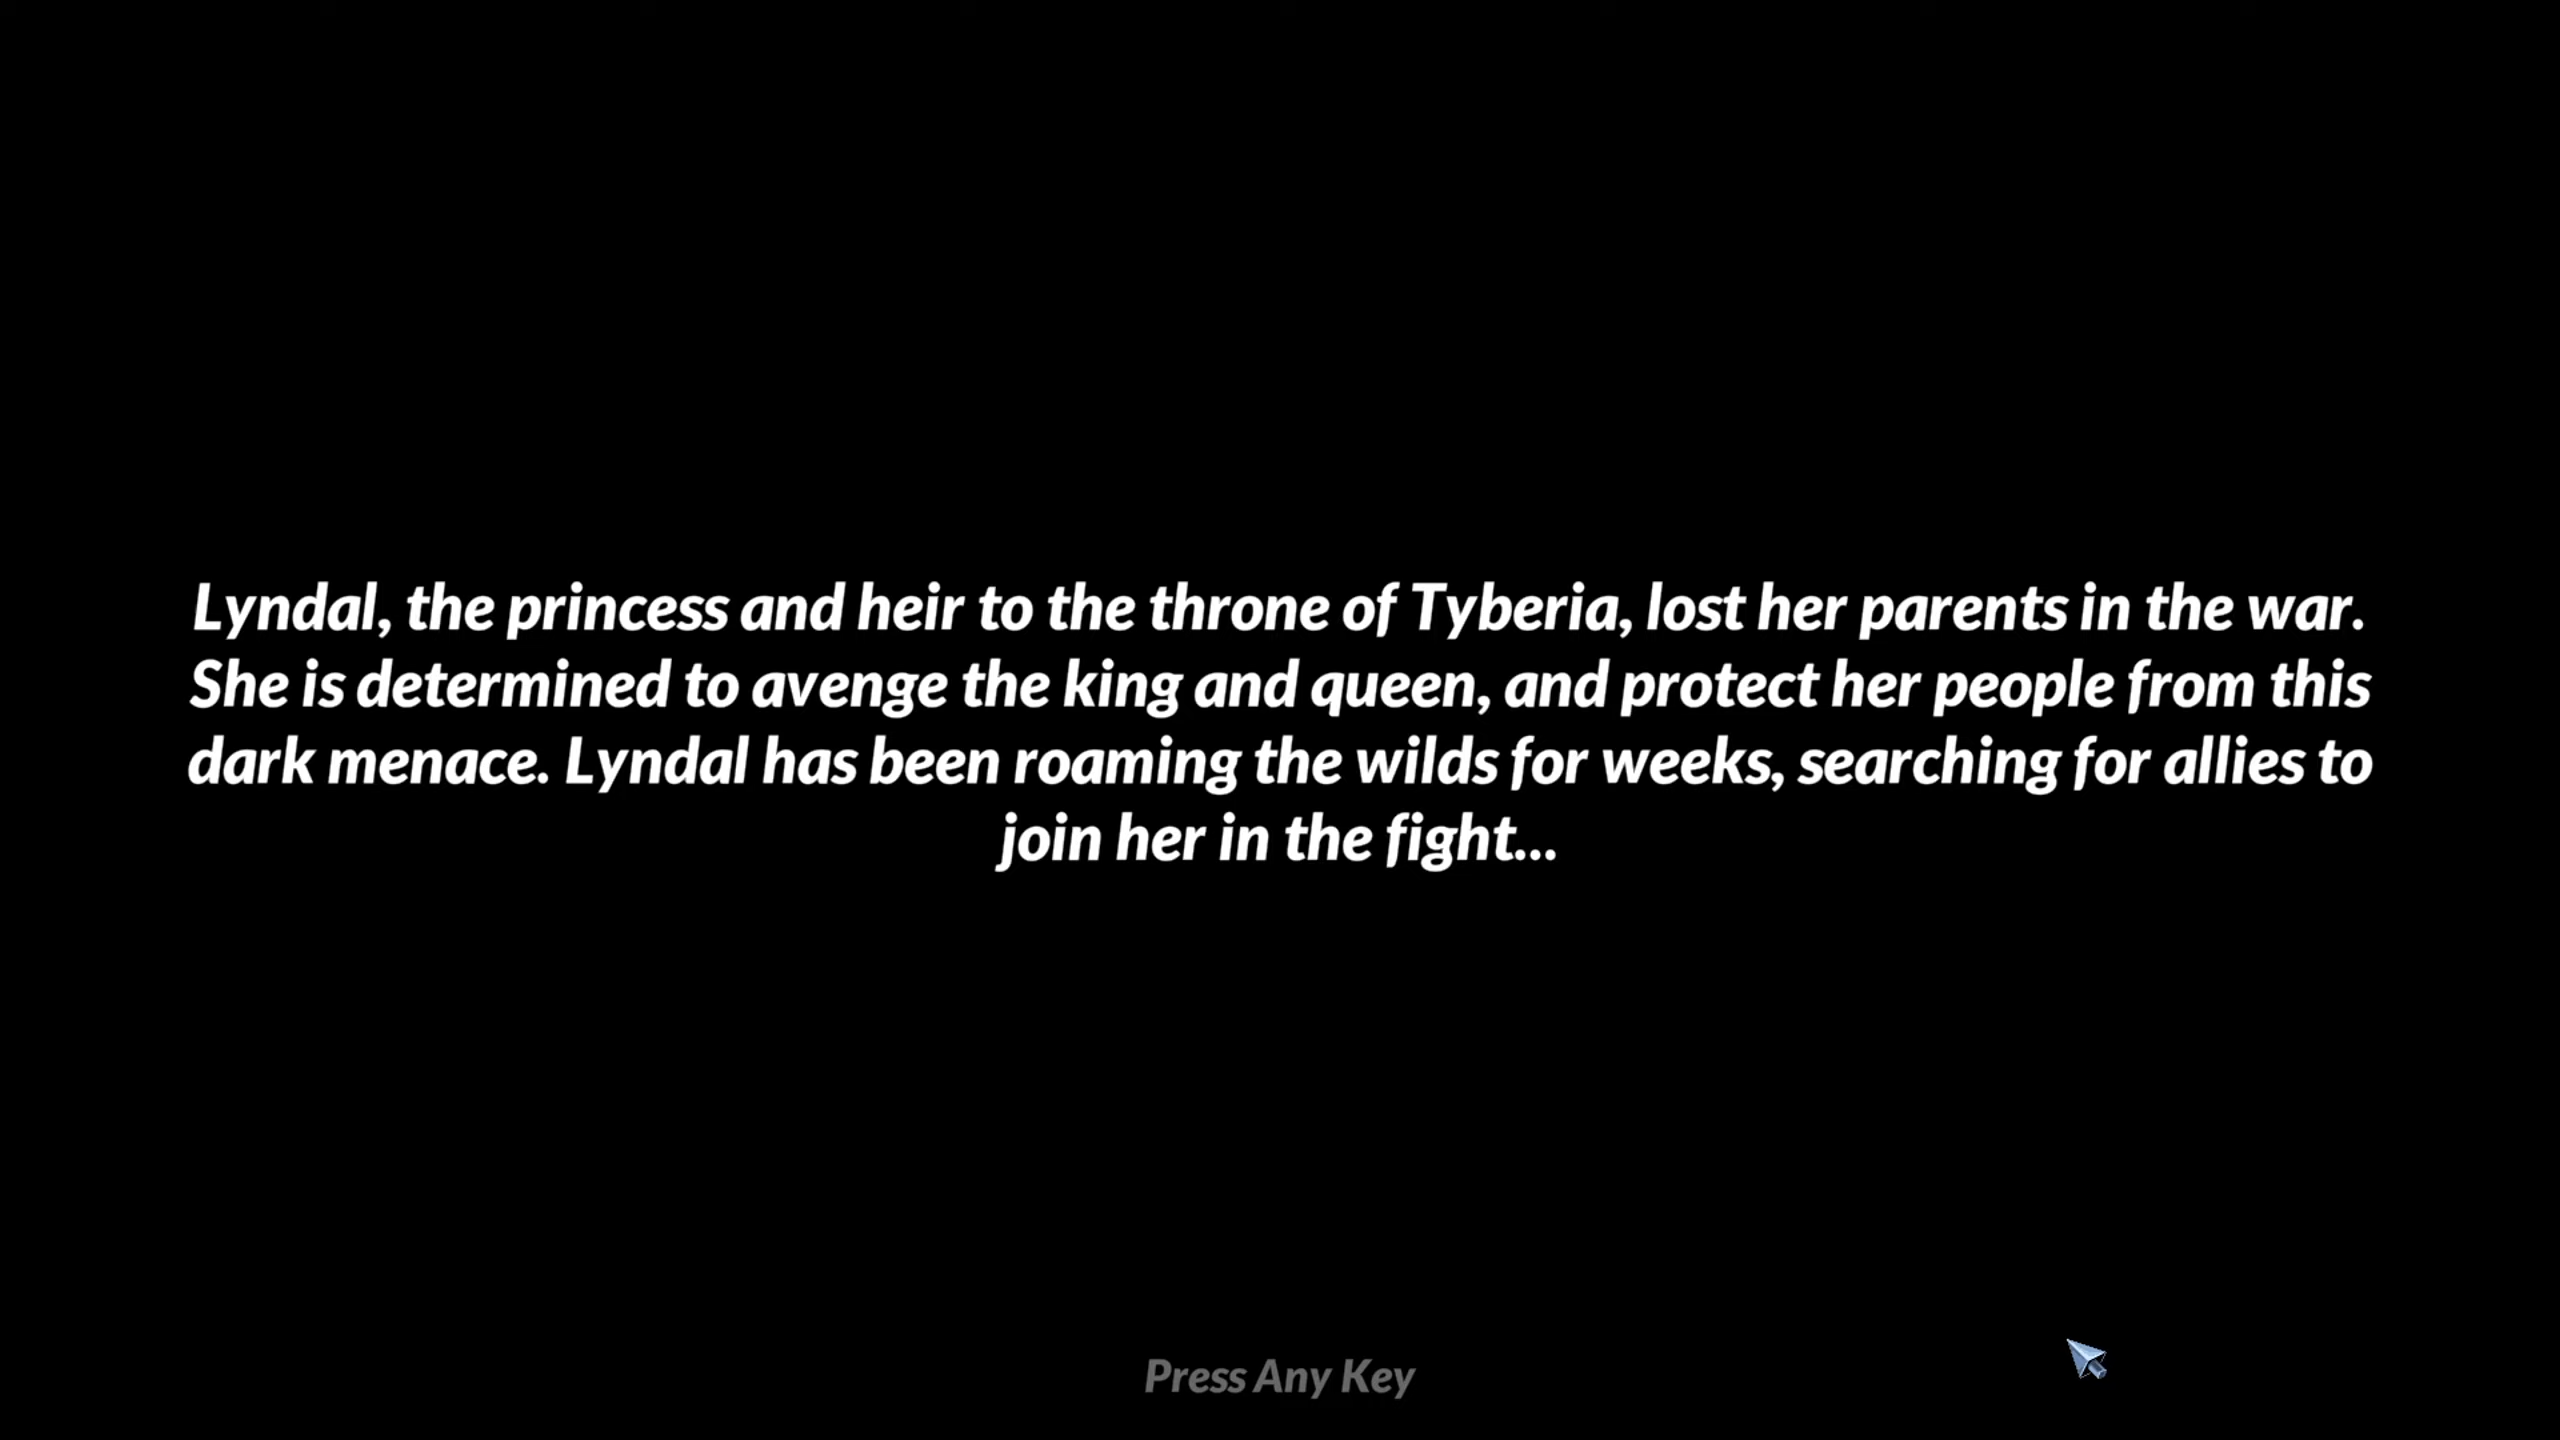 Lyndal, the princess and heir to the throne of Tyberia, lost her parents in the war.
She is determined to avenge the king and queen, and protect her people from this
dark menace. Lyndal has been roaming the wilds for weeks, searching for allies to
join her in the fight...
Press Any Key